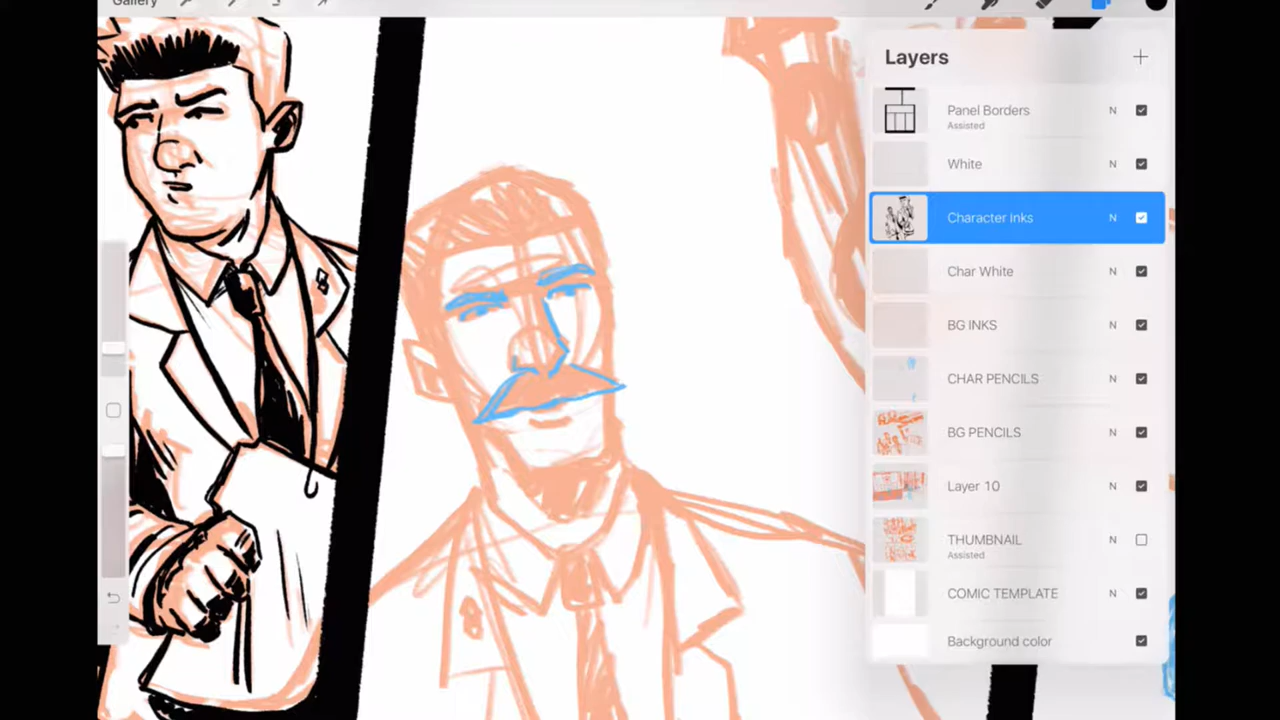 Gallery
Layers
Panel Borders N
Assisted
White N
Character Inks N
Char White N
BG INKS N
CHAR PENCILS N
BG PENCILS N
Layer 10 N
THUMBNAIL N
Assisted
COMIC TEMPLATE N
Background color